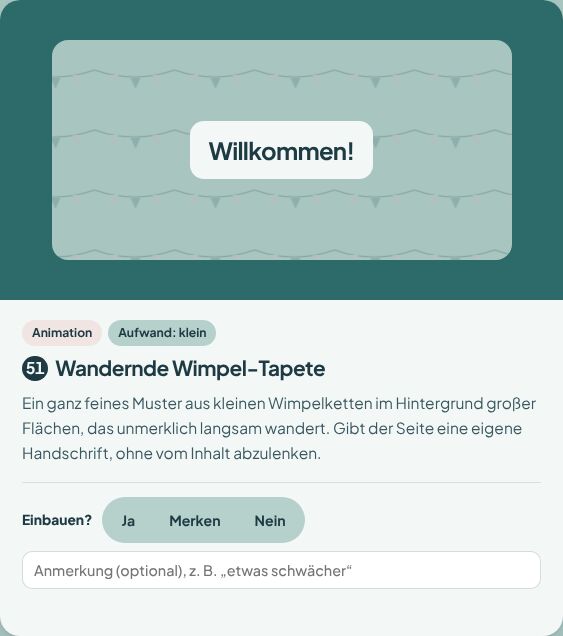 Willkommen!
Animation
Aufwand: klein
51 Wandernde Wimpel-Tapete
Ein ganz feines Muster aus kleinen Wimpelketten im Hintergrund großer
Flächen, das unmerklich langsam wandert. Gibt der Seite eine eigene
Handschrift, ohne vom Inhalt abzulenken.
Einbauen? Ja Merken Nein
Anmerkung (optional), z. B. „etwas schwächer“